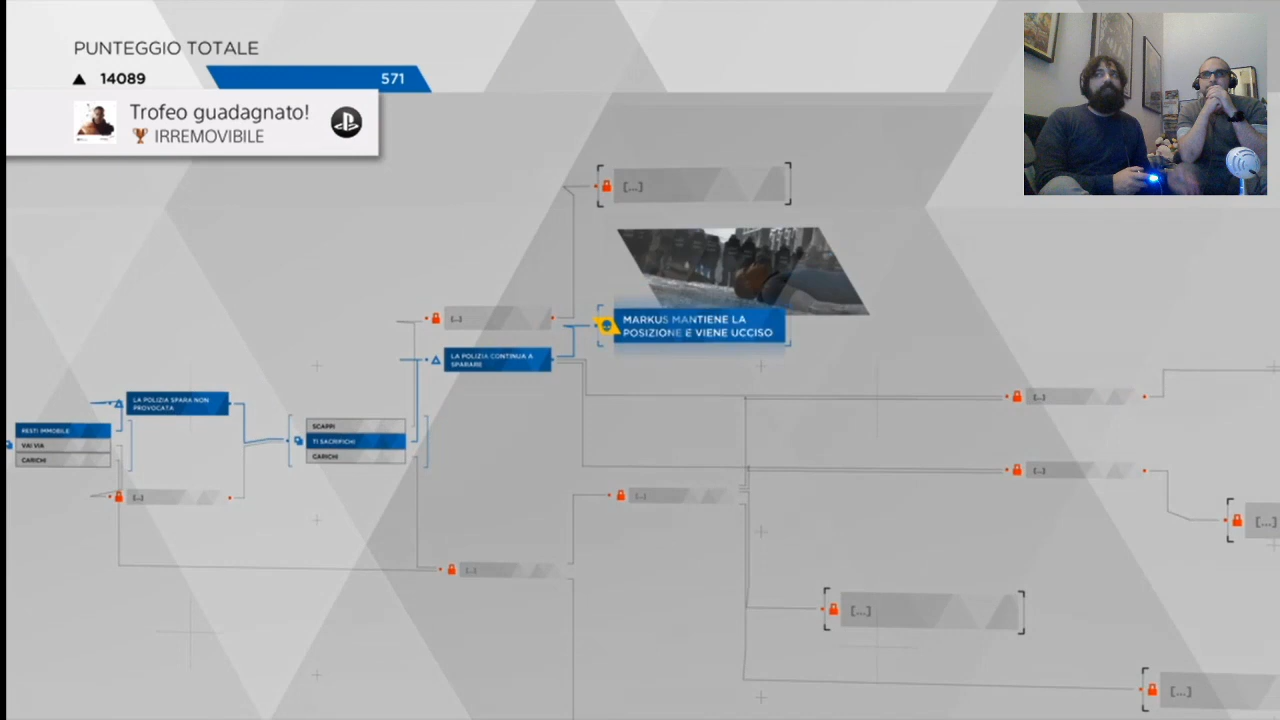 PUNTEGGIO TOTALE
14089
571
Trofeo guadagnato!
IRREMOVIBILE
[...]
MARKUS MANTIENE LA
POSIZIONE E VIENE UCCISO
[...]
LA POLIZIA CONTINUA A
SPARARE
LA POLIZIA SPARA NON
PROVOCATA
[...]
RESTI IMMOBILE
VAI VIA
CARICHI
SCAPPI
TI SACRIFICHI
CARICHI
[...]
[...]
[...]
[...]
[...]
[...]
[...]